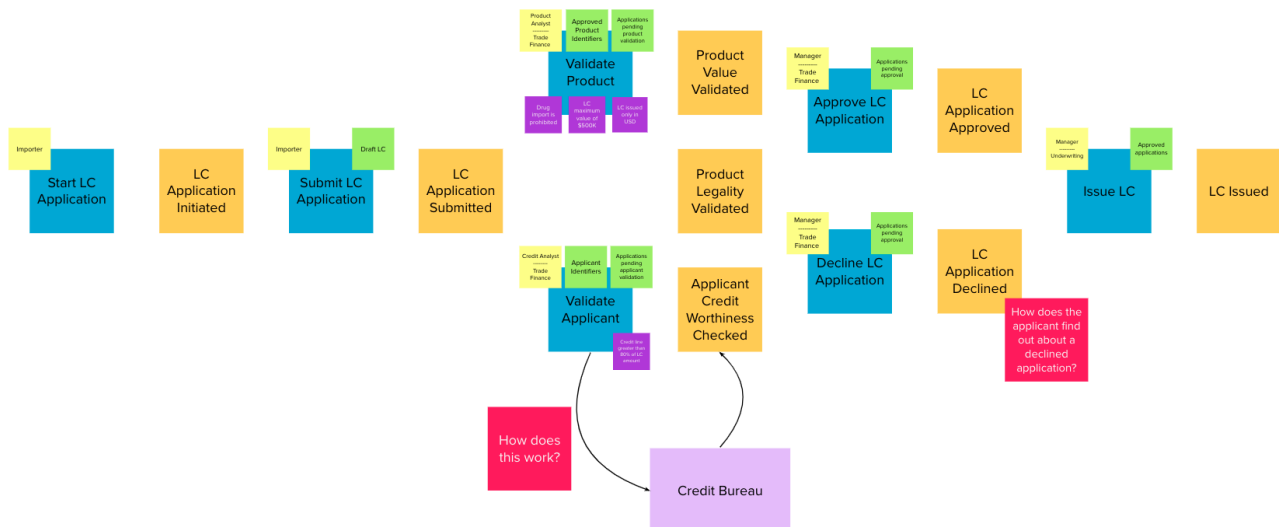 Importer
Start LC
Application
LC
Application
Initiated
Importer
Draft LC
Submit LC
Application
LC
Application
Submitted
Product
Analyst
--------
Trade
Finance
Approved
Product
Identifiers
Applications
pending
product
validation
Validate
Product
Drug
import is
prohibited
LC
maximum
value of
$500K
LC Issued
only in
USD
Product
Value
Validated
Product
Legality
Validated
Credit Analyst
-------
Trade
Finance
Applicant
Identifiers
Applications
pending
applicant
validation
Validate
Applicant
Credit line
greater than
80% of LC
amount
Applicant
Credit
Worthiness
Checked
How does
this work?
Credit Bureau
Manager
---------
Trade
Finance
Applications
pending
approval
Approve LC
Application
LC
Application
Approved
Manager
---------
Trade
Finance
Applications
pending
approval
Decline LC
Application
LC
Application
Declined
How does the
applicant find
out about a
declined
application?
Manager
--------
Underwriting
Approved
applications
Issue LC
LC Issued